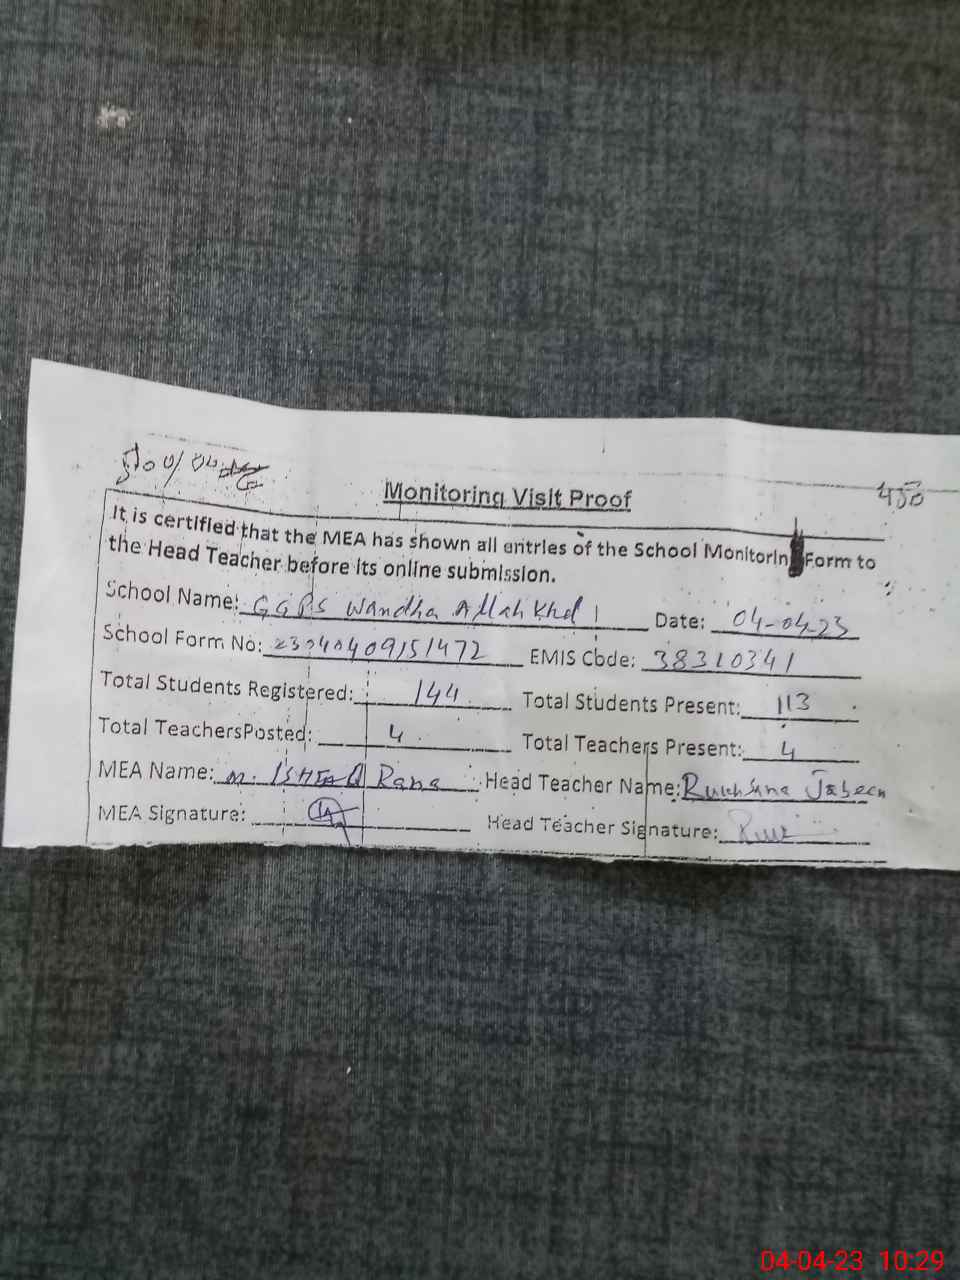 Monitoring Visit Proof
450
It is certified that the MEA has shown all entries of the School Monitorin Form to
the Head Teacher before its online submission.
School Name: GGPS Wandha Allah Khel Date: 04-04-23
School Form No: 23040409151472 EMIS Code: 38310341
Total Students Registered: 144 Total Students Present: 113
Total TeachersPosted: 4 Total Teachers Present: 4
MEA Name: M. ISHFAQ Rana Head Teacher Name: Rukhsana Jabeen
MEA Signature: Head Teacher Signature:
04-04-23 10:29